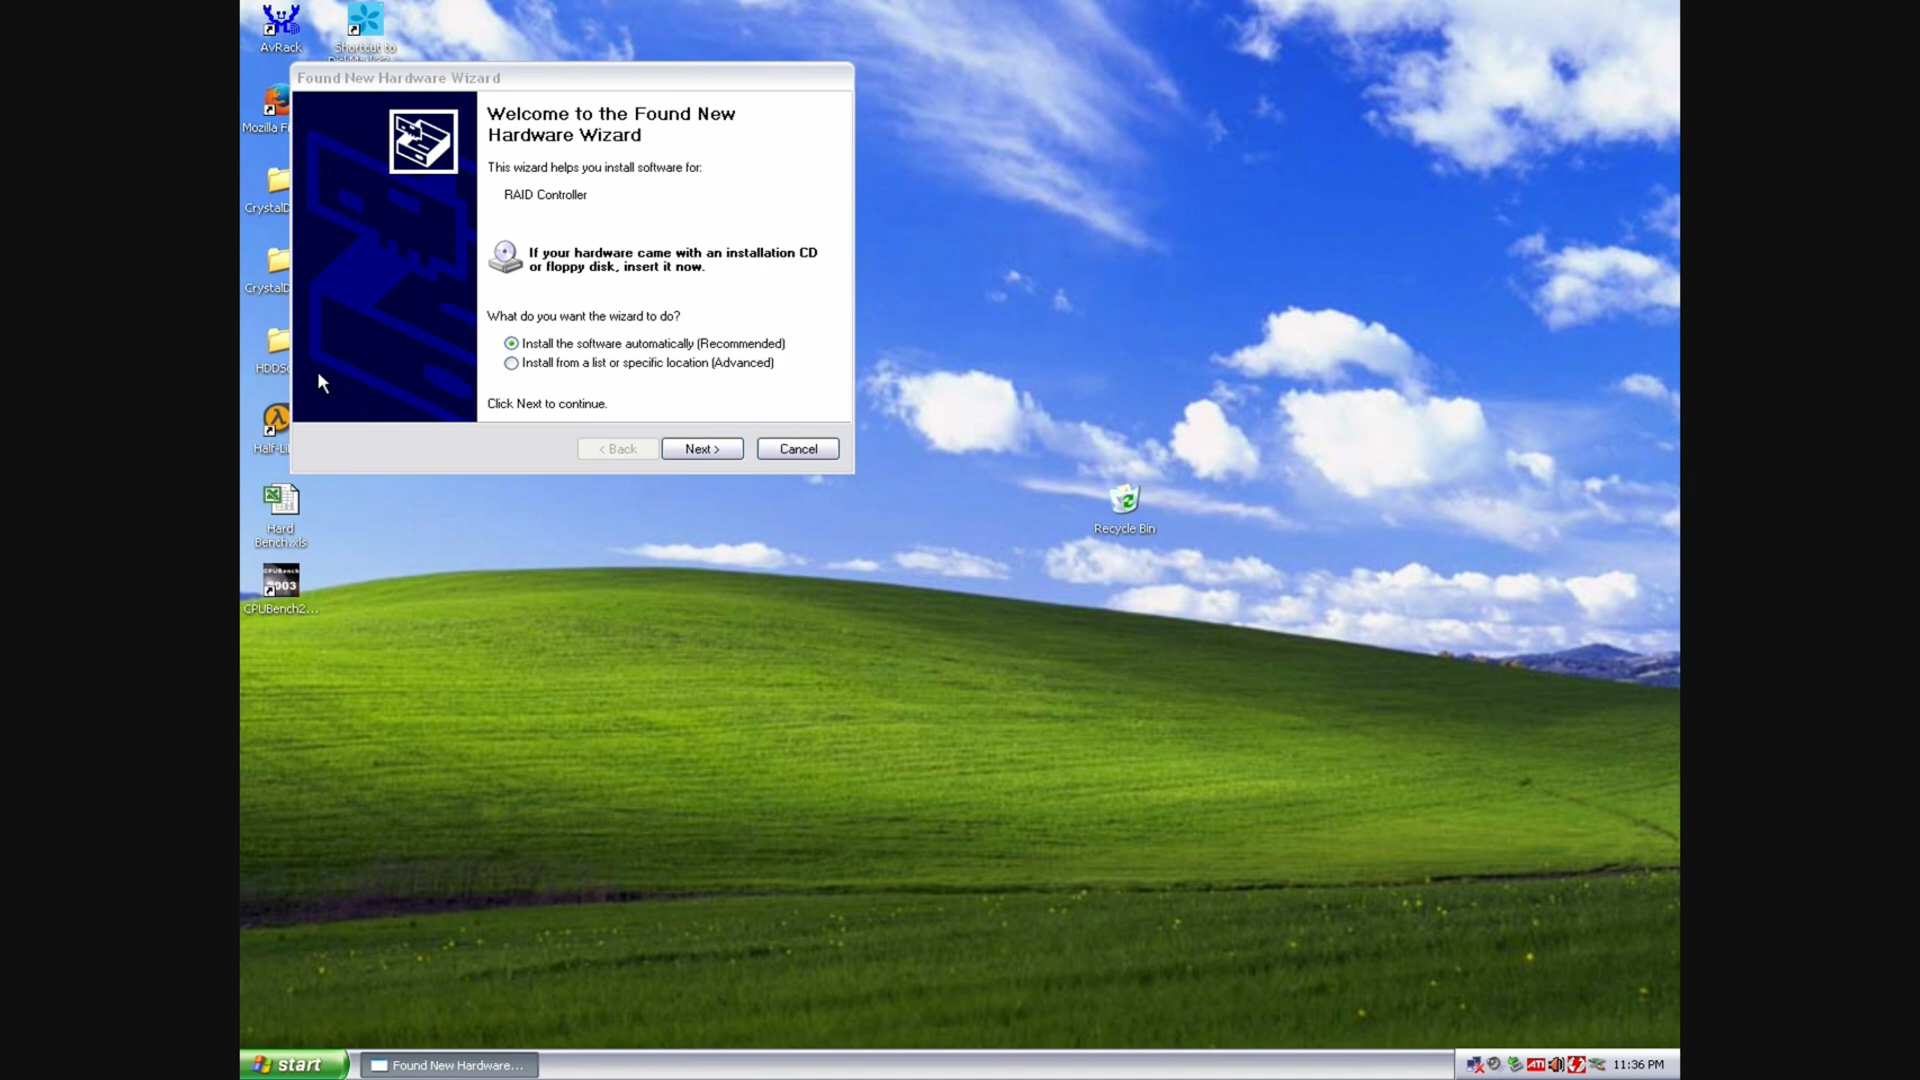 AvRack
Shortcut to
Found New Hardware Wizard
Mozilla Fi
CrystalD
CrystalD
Half-Li
Hard
Bench.xls
CPUBench
2003
CPUBench2...
Welcome to the Found New
Hardware Wizard
This wizard helps you install software for:
RAID Controller
If your hardware came with an installation CD
or floppy disk, insert it now.
What do you want the wizard to do?
Install the software automatically (Recommended)
Install from a list or specific location (Advanced)
Click Next to continue.
< Back
Next >
Cancel
Recycle Bin
start
Found New Hardware...
ATI
11:36 PM